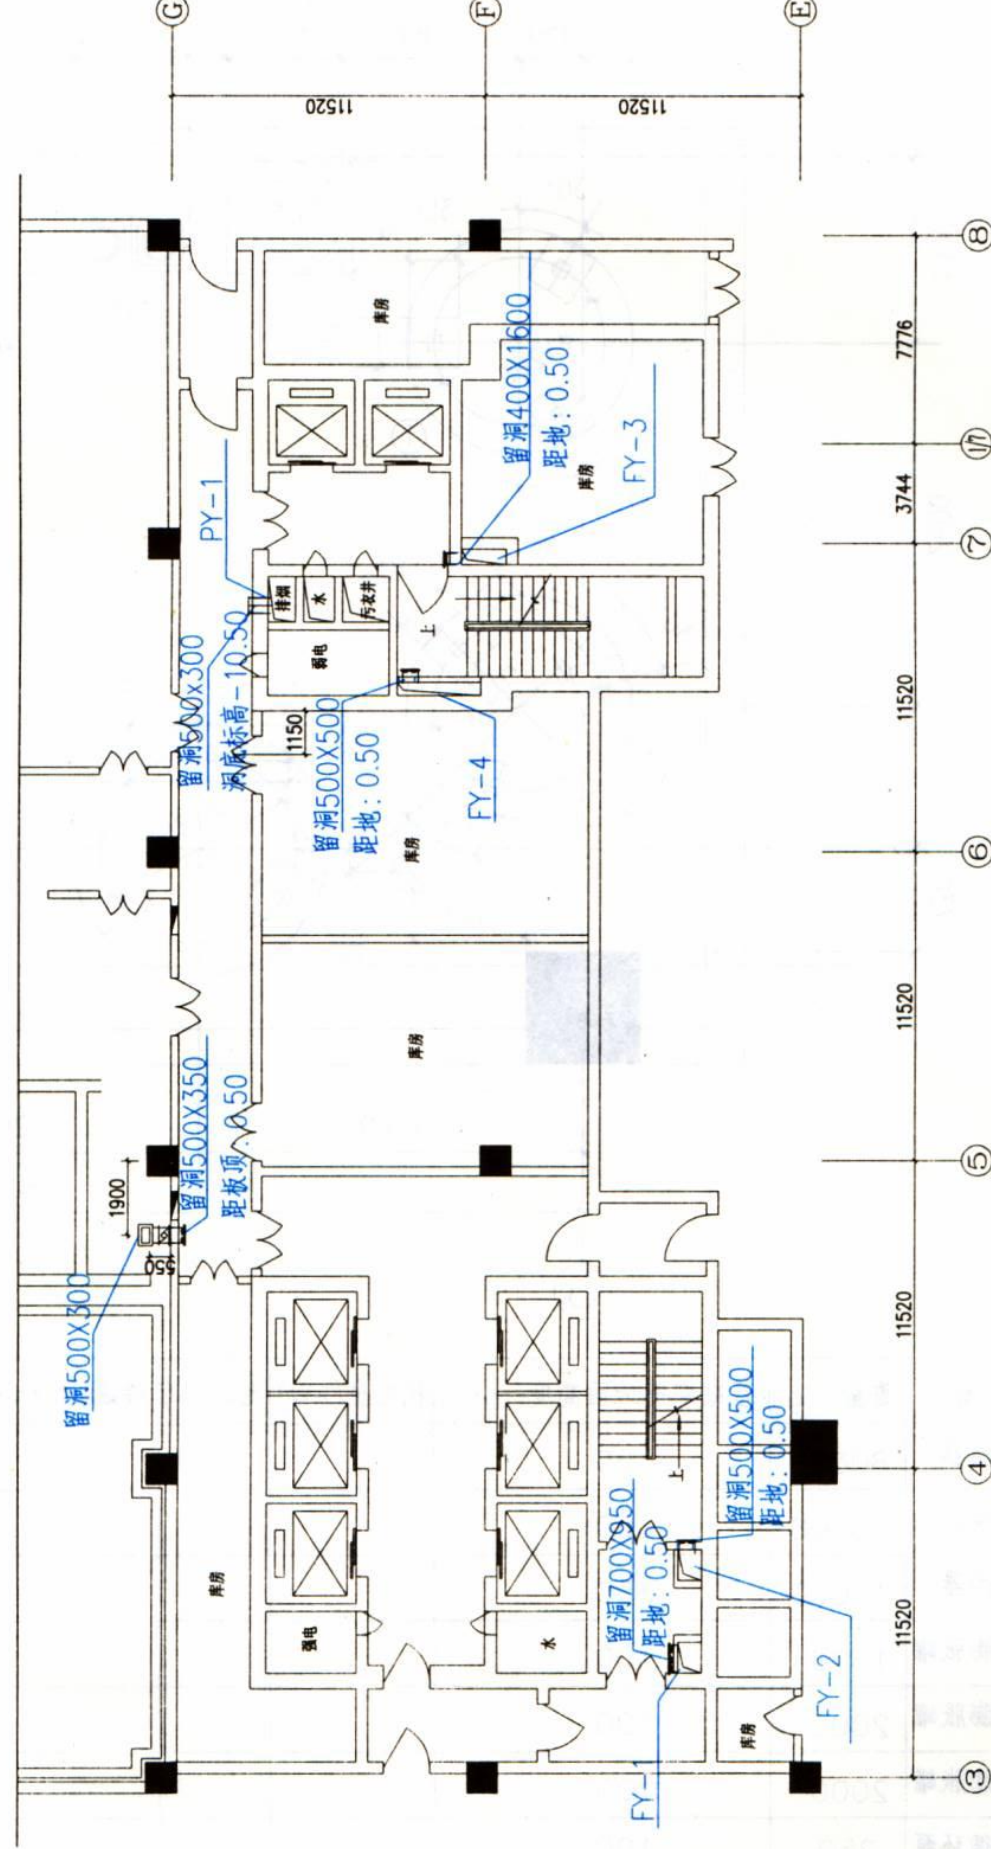 G
F
E
11520
11520
8
1/7
7
6
5
4
3
7776
3744
11520
11520
11520
11520
库房
留洞400X1600
距地: 0.50
库房
FY-3
PY-1
排烟
水
污衣井
弱电
上
留洞500x300
洞底标高-10.50
1150
留洞500X500
距地: 0.50
FY-4
库房
库房
留洞500X350
距板顶: 0.50
1900
550
留洞500X300
库房
强电
水
上
留洞700X950
距地: 0.50
留洞500X500
距地: 0.50
FY-1
FY-2
库房